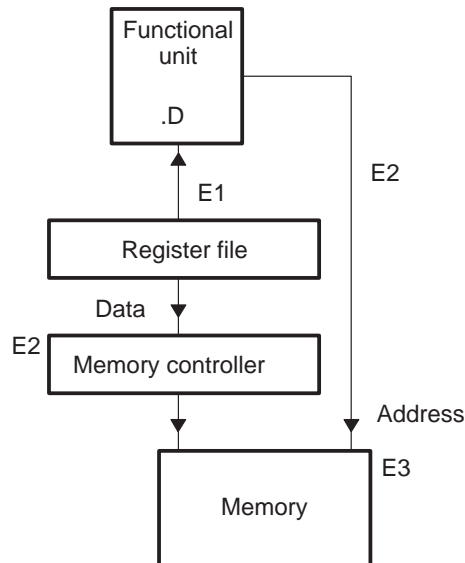 Functional
unit
.D
E2
E1
Register file
Data
E2
Memory controller
Address
E3
Memory